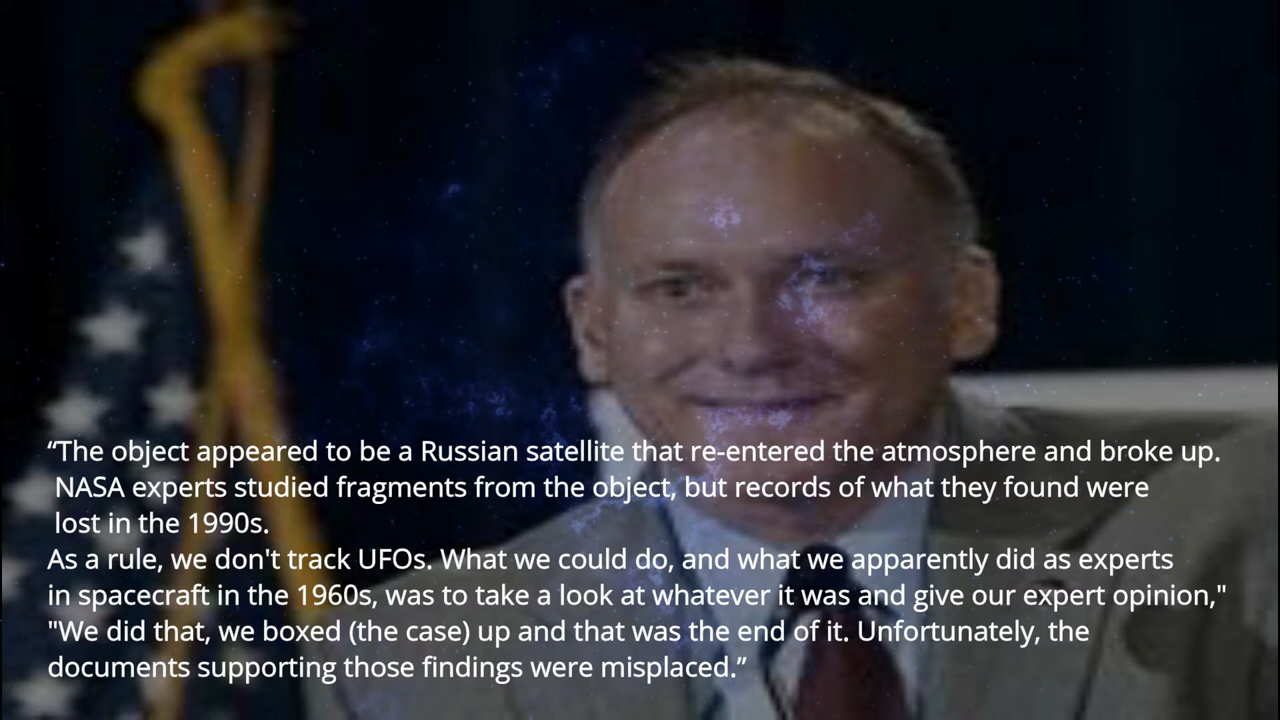 “The object appeared to be a Russian satellite that re-entered the atmosphere and broke up.
NASA experts studied fragments from the object, but records of what they found were
lost in the 1990s.
As a rule, we don't track UFOs. What we could do, and what we apparently did as experts
in spacecraft in the 1960s, was to take a look at whatever it was and give our expert opinion,"
"We did that, we boxed (the case) up and that was the end of it. Unfortunately, the
documents supporting those findings were misplaced.”